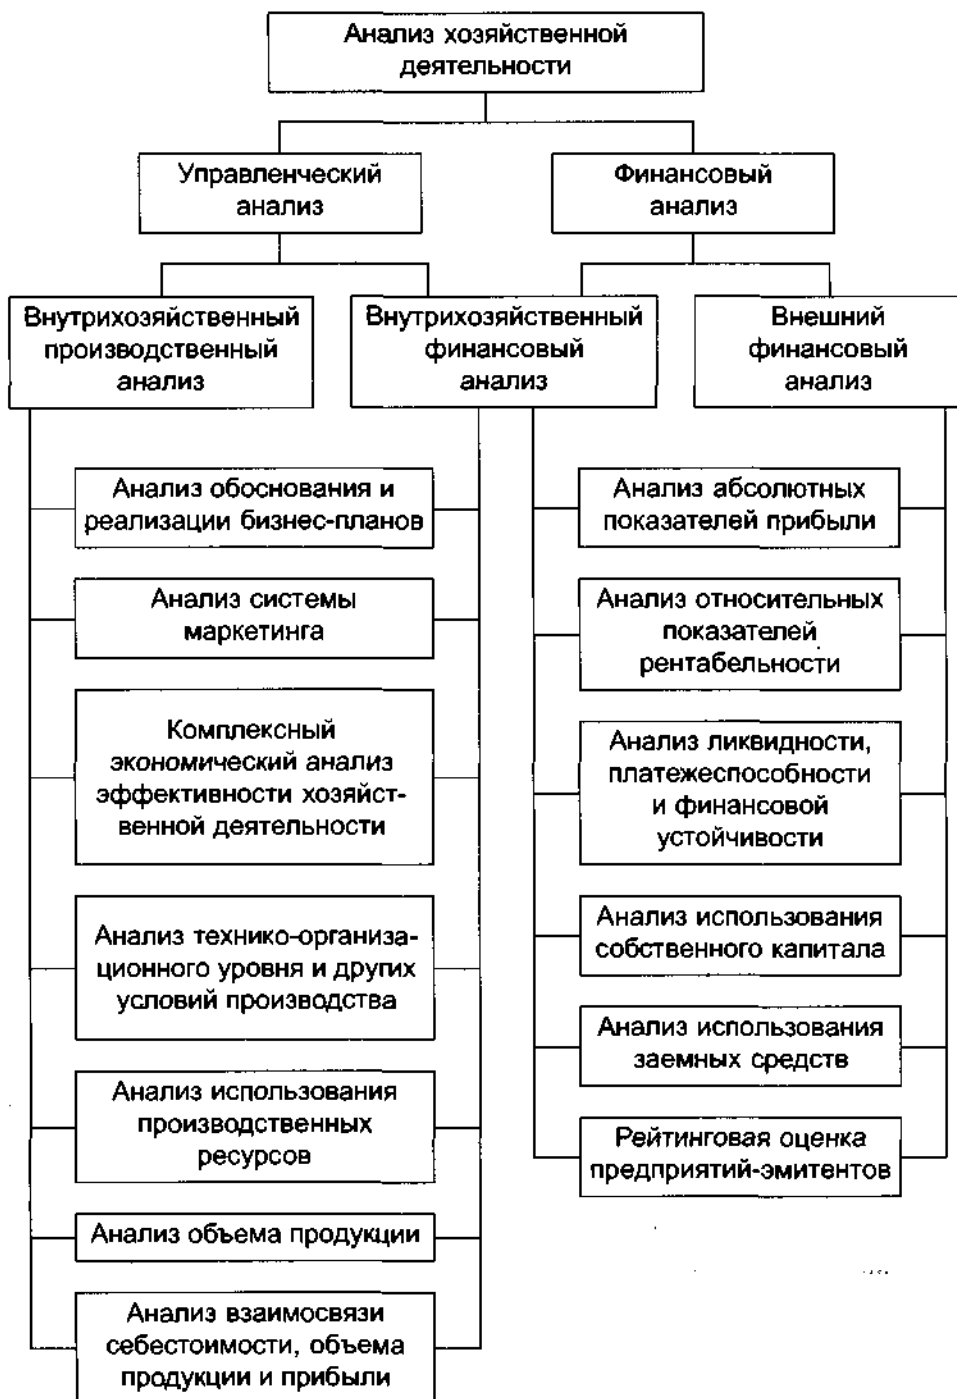 Анализ хозяйственной
деятельности
Управленческий
анализ
Финансовый
анализ
Внутрихозяйственный
производственный
анализ
Внутрихозяйственный
финансовый
анализ
Внешний
финансовый
анализ
Анализ обоснования и
реализации бизнес-планов
Анализ системы
маркетинга
Комплексный
экономический анализ
эффективности хозяйст-
венной деятельности
Анализ технико-организа-
ционного уровня и других
условий производства
Анализ использования
производственных
ресурсов
Анализ объема продукции
Анализ взаимосвязи
себестоимости, объема
продукции и прибыли
Анализ абсолютных
показателей прибыли
Анализ относительных
показателей
рентабельности
Анализ ликвидности,
платежеспособности
и финансовой
устойчивости
Анализ использования
собственного капитала
Анализ использования
заемных средств
Рейтинговая оценка
предприятий-эмитентов